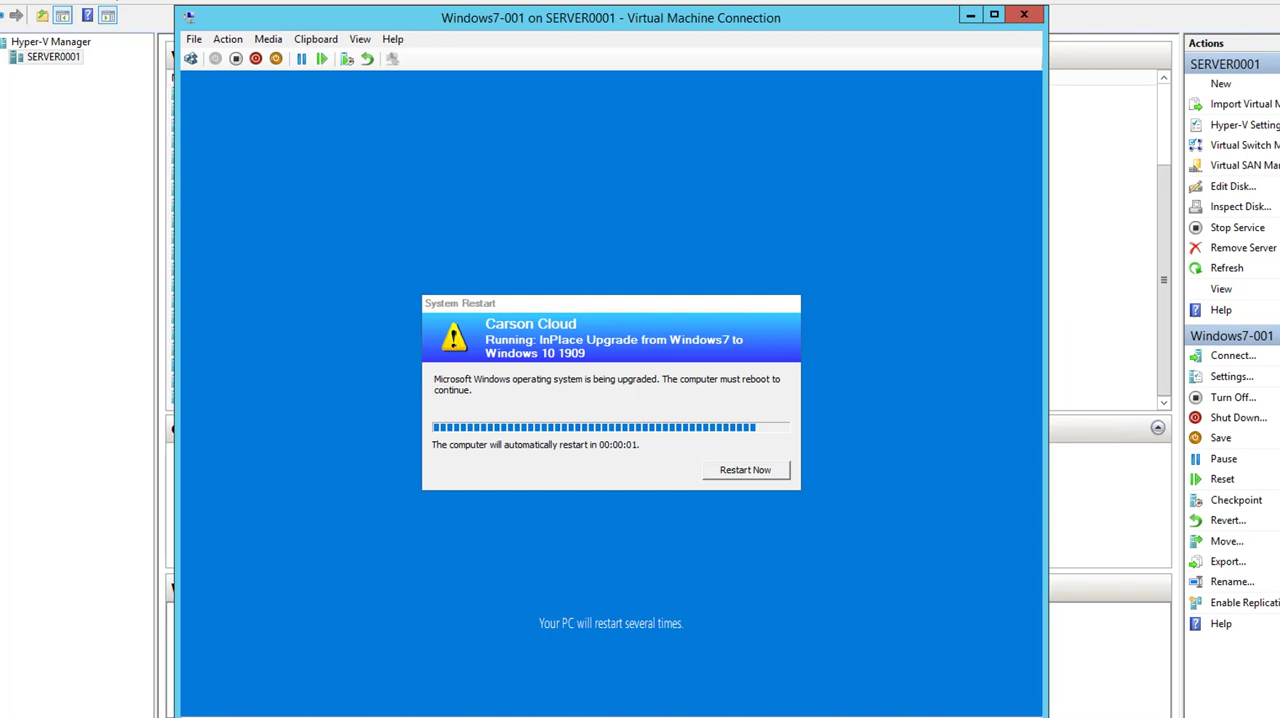 Windows7-001 on SERVER0001 - Virtual Machine Connection
File Action Media Clipboard View Help
Hyper-V Manager
SERVER0001
System Restart
Carson Cloud
Running: InPlace Upgrade from Windows7 to
Windows 10 1909
Microsoft Windows operating system is being upgraded. The computer must reboot to
continue.
The computer will automatically restart in 00:00:01.
Restart Now
Your PC will restart several times.
Actions
SERVER0001
New
Import Virtual M
Hyper-V Setting
Virtual Switch M
Virtual SAN Mar
Edit Disk...
Inspect Disk...
Stop Service
Remove Server
Refresh
View
Help
Windows7-001
Connect...
Settings...
Turn Off...
Shut Down...
Save
Pause
Reset
Checkpoint
Revert...
Move...
Export...
Rename...
Enable Replicati
Help